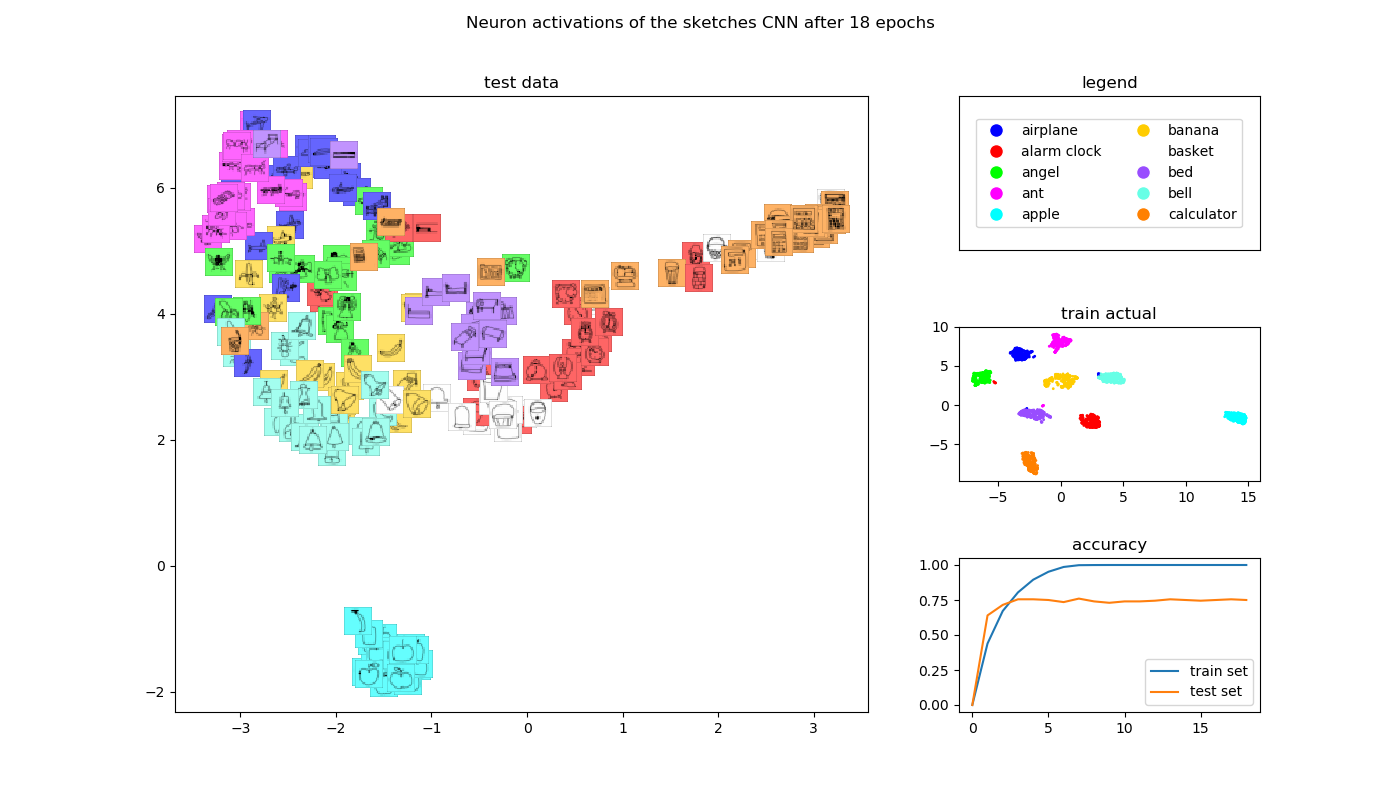 Neuron activations of the sketches CNN after 18 epochs
test data
6
4
2
0
−2
−3 −2 −1 0 1 2 3
legend
airplane banana
alarm clock basket
angel bed
ant bell
apple calculator
train actual
10
5
0
−5
−5 0 5 10 15
accuracy
1.00
0.75
0.50
0.25
0.00
train set
test set
0 5 10 15